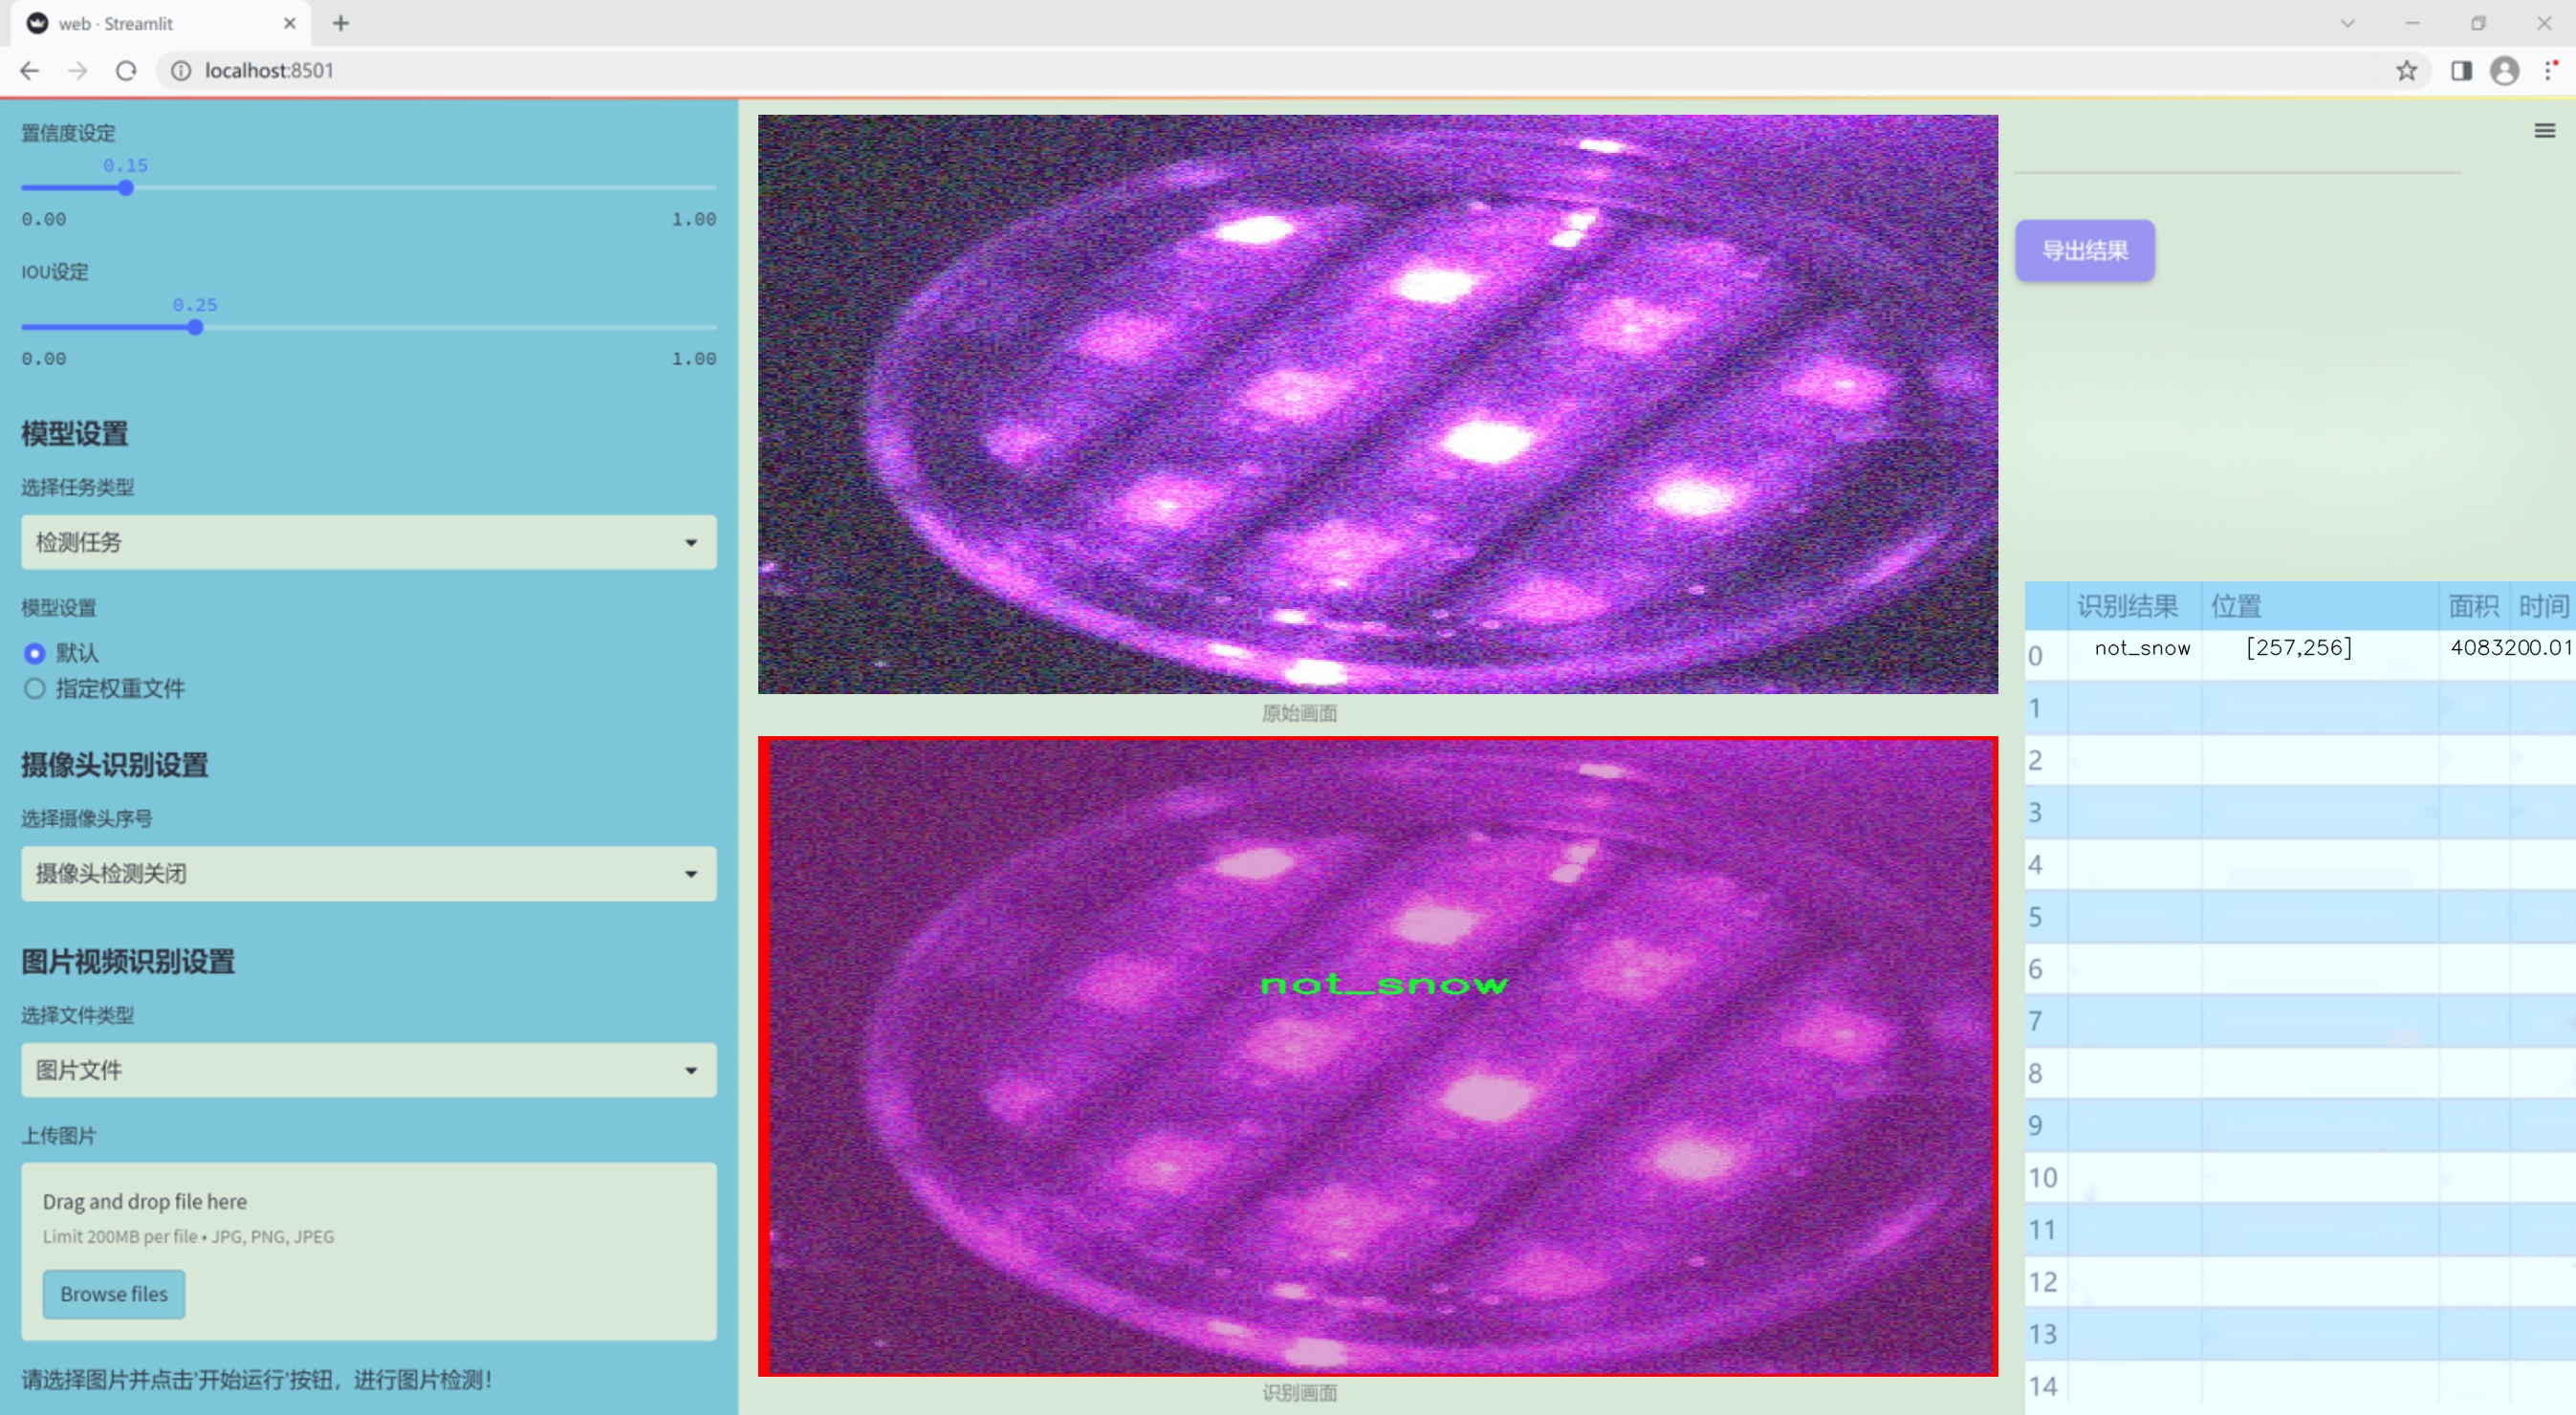 web · Streamlit
localhost:8501
置信度设定
0.15
0.00 1.00
IOU设定
0.25
0.00 1.00
模型设置
选择任务类型
检测任务
模型设置
默认
指定权重文件
摄像头识别设置
选择摄像头序号
摄像头检测关闭
图片视频识别设置
选择文件类型
图片文件
上传图片
Drag and drop file here
Limit 200MB per file • JPG, PNG, JPEG
Browse files
请选择图片并点击'开始运行'按钮，进行图片检测！
原始画面
not_snow
识别画面
导出结果
识别结果 位置 面积 时间
0 not_snow [257,256] 4083200.01
1
2
3
4
5
6
7
8
9
10
11
12
13
14